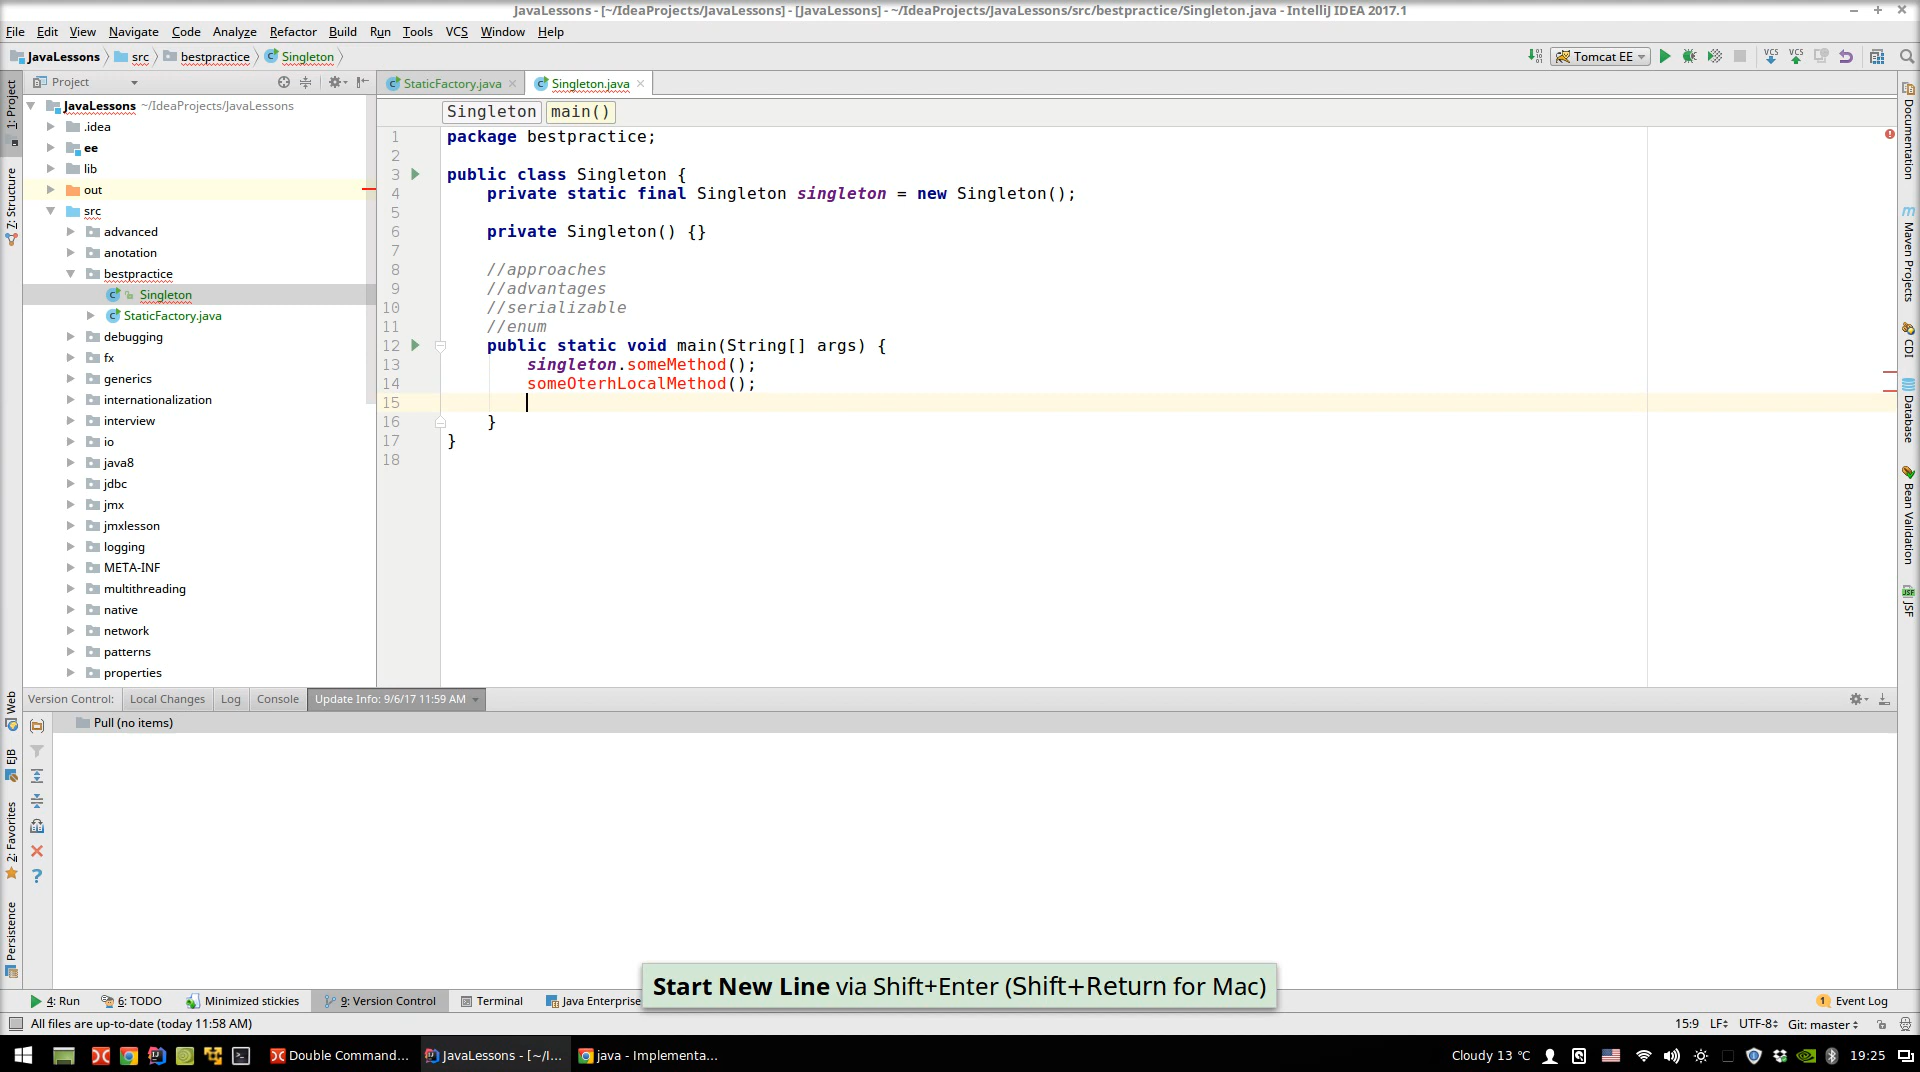 JavaLessons - [~/IdeaProjects/JavaLessons] - [JavaLessons] - ~/IdeaProjects/JavaLessons/src/bestpractice/Singleton.java - IntelliJ IDEA 2017.1
File Edit View Navigate Code Analyze Refactor Build Run Tools VCS Window Help
JavaLessons src bestpractice Singleton
Tomcat EE
VCS VCS
Project
StaticFactory.java
Singleton.java
Singleton main()
JavaLessons ~/IdeaProjects/JavaLessons
.idea
ee
lib
out
src
advanced
anotation
bestpractice
Singleton
StaticFactory.java
debugging
fx
generics
internationalization
interview
io
java8
jdbc
jmx
jmxlesson
logging
META-INF
multithreading
native
network
patterns
properties
1 package bestpractice;
2
3 public class Singleton {
4 private static final Singleton singleton = new Singleton();
5
6 private Singleton() {}
7
8 //approaches
9 //advantages
10 //serializable
11 //enum
12 public static void main(String[] args) {
13 singleton.someMethod();
14 someOterhLocalMethod();
15
16 }
17 }
18
1: Project
7: Structure
Web
EJB
2: Favorites
Persistence
Documentation
m
Maven Projects
CDI
Database
Bean Validation
JSF
JSF
Version Control: Local Changes Log Console Update Info: 9/6/17 11:59 AM
Pull (no items)
?
Start New Line via Shift+Enter (Shift+Return for Mac)
4: Run 6: TODO Minimized stickies 9: Version Control Terminal Java Enterprise
1 Event Log
All files are up-to-date (today 11:58 AM)
15:9 LF UTF-8 Git: master
Double Command... JavaLessons - [~/I... java - Implementa...
Cloudy 13 °C
19:25